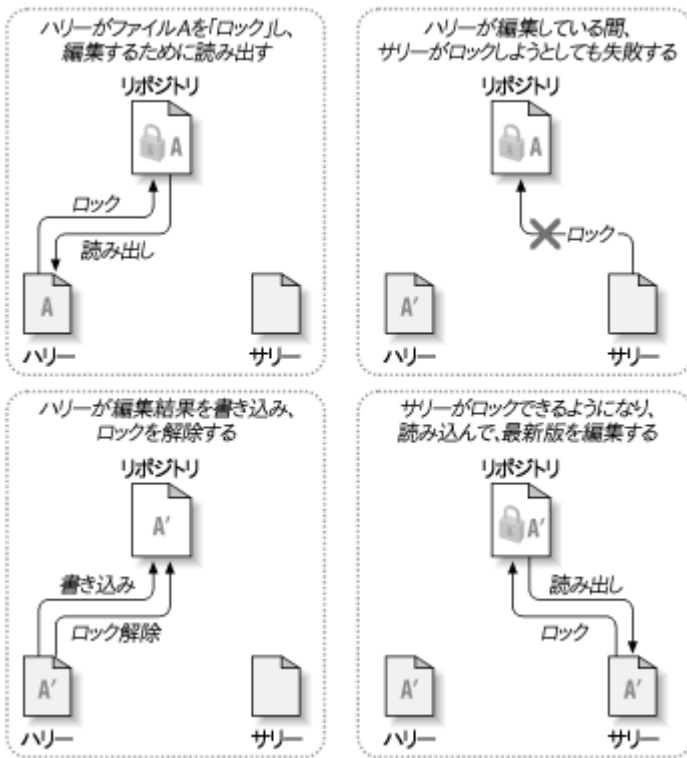 ハリーがファイルAを「ロック」し、
編集するために読み出す
リポジトリ
A
ロック
読み出し
A
ハリー
サリー
ハリーが編集している間、
サリーがロックしようとしても失敗する
リポジトリ
A
ロック
A′
ハリー
サリー
ハリーが編集結果を書き込み、
ロックを解除する
リポジトリ
A′
書き込み
ロック解除
A′
ハリー
サリー
サリーがロックできるようになり、
読み込んで、最新版を編集する
リポジトリ
A′
読み出し
ロック
A′
A′
ハリー
サリー